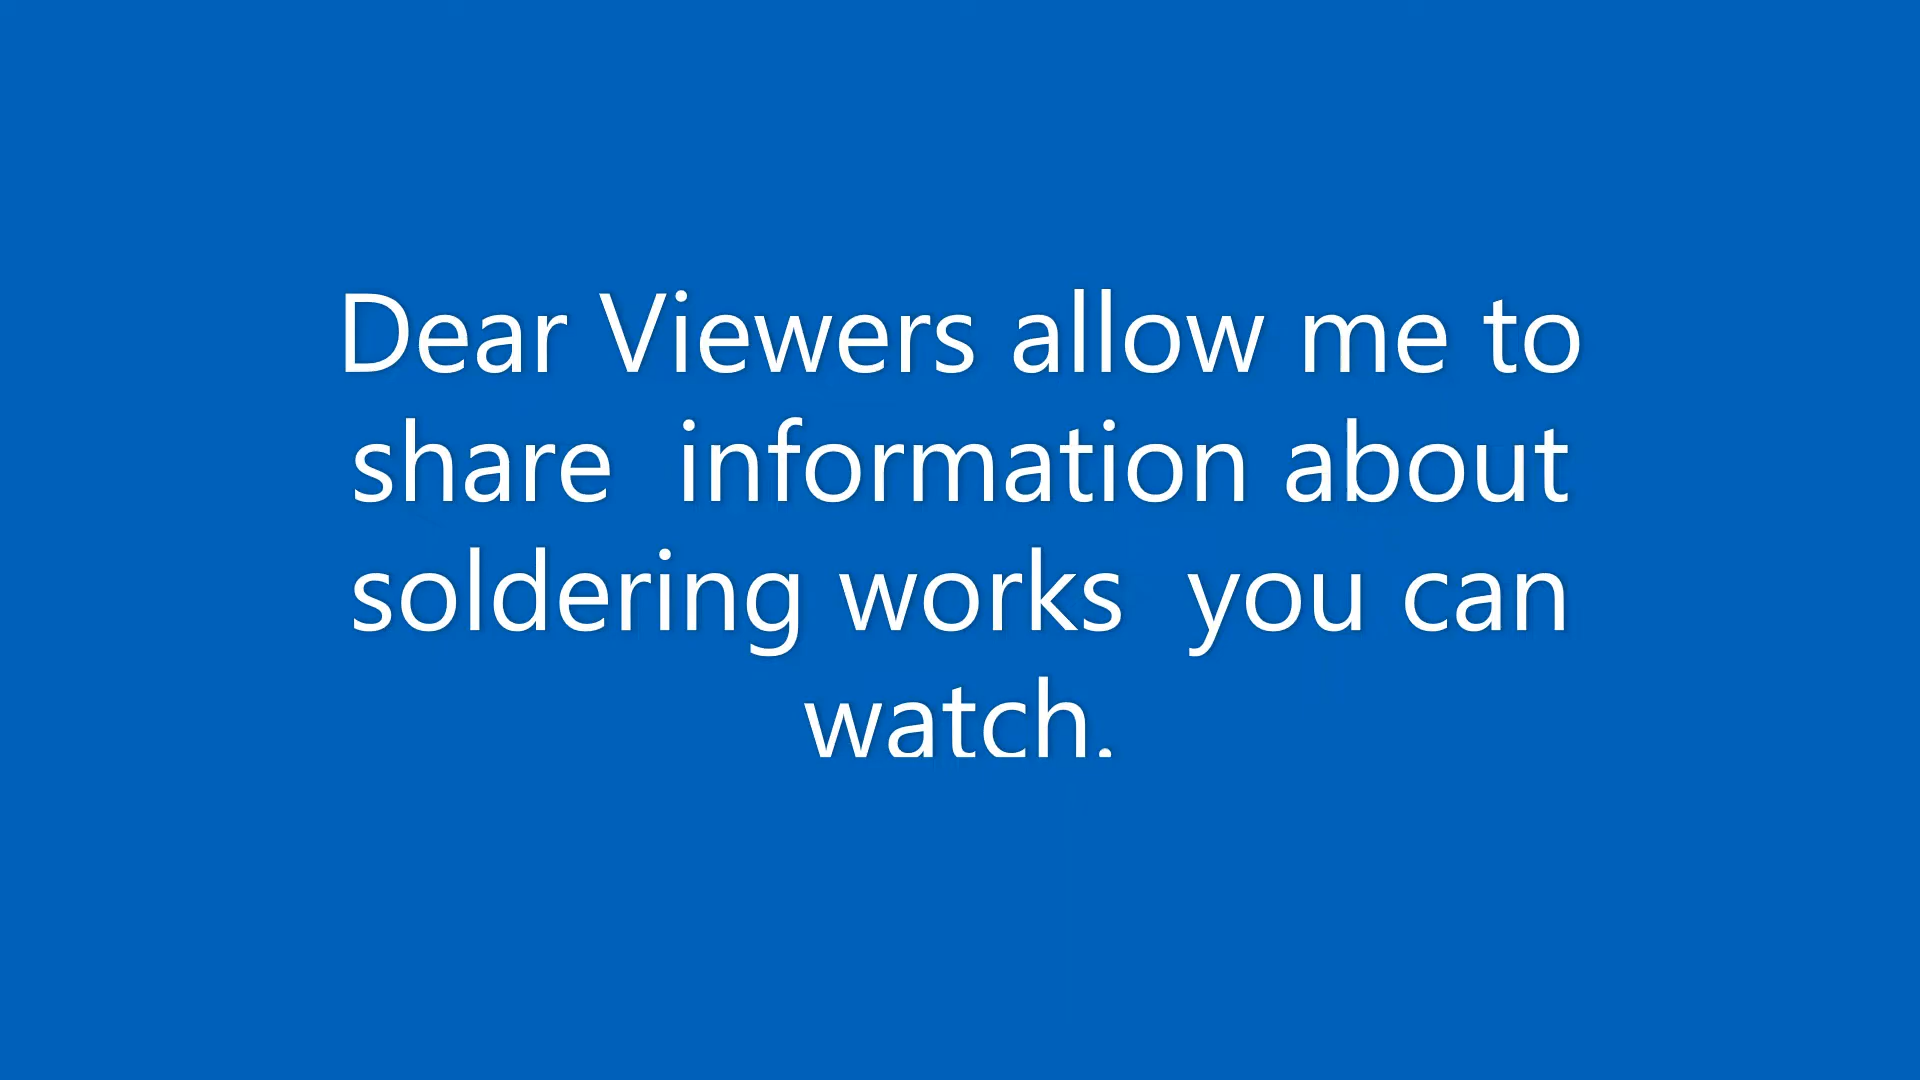 Dear Viewers allow me to
share  information about
soldering works  you can
watch.